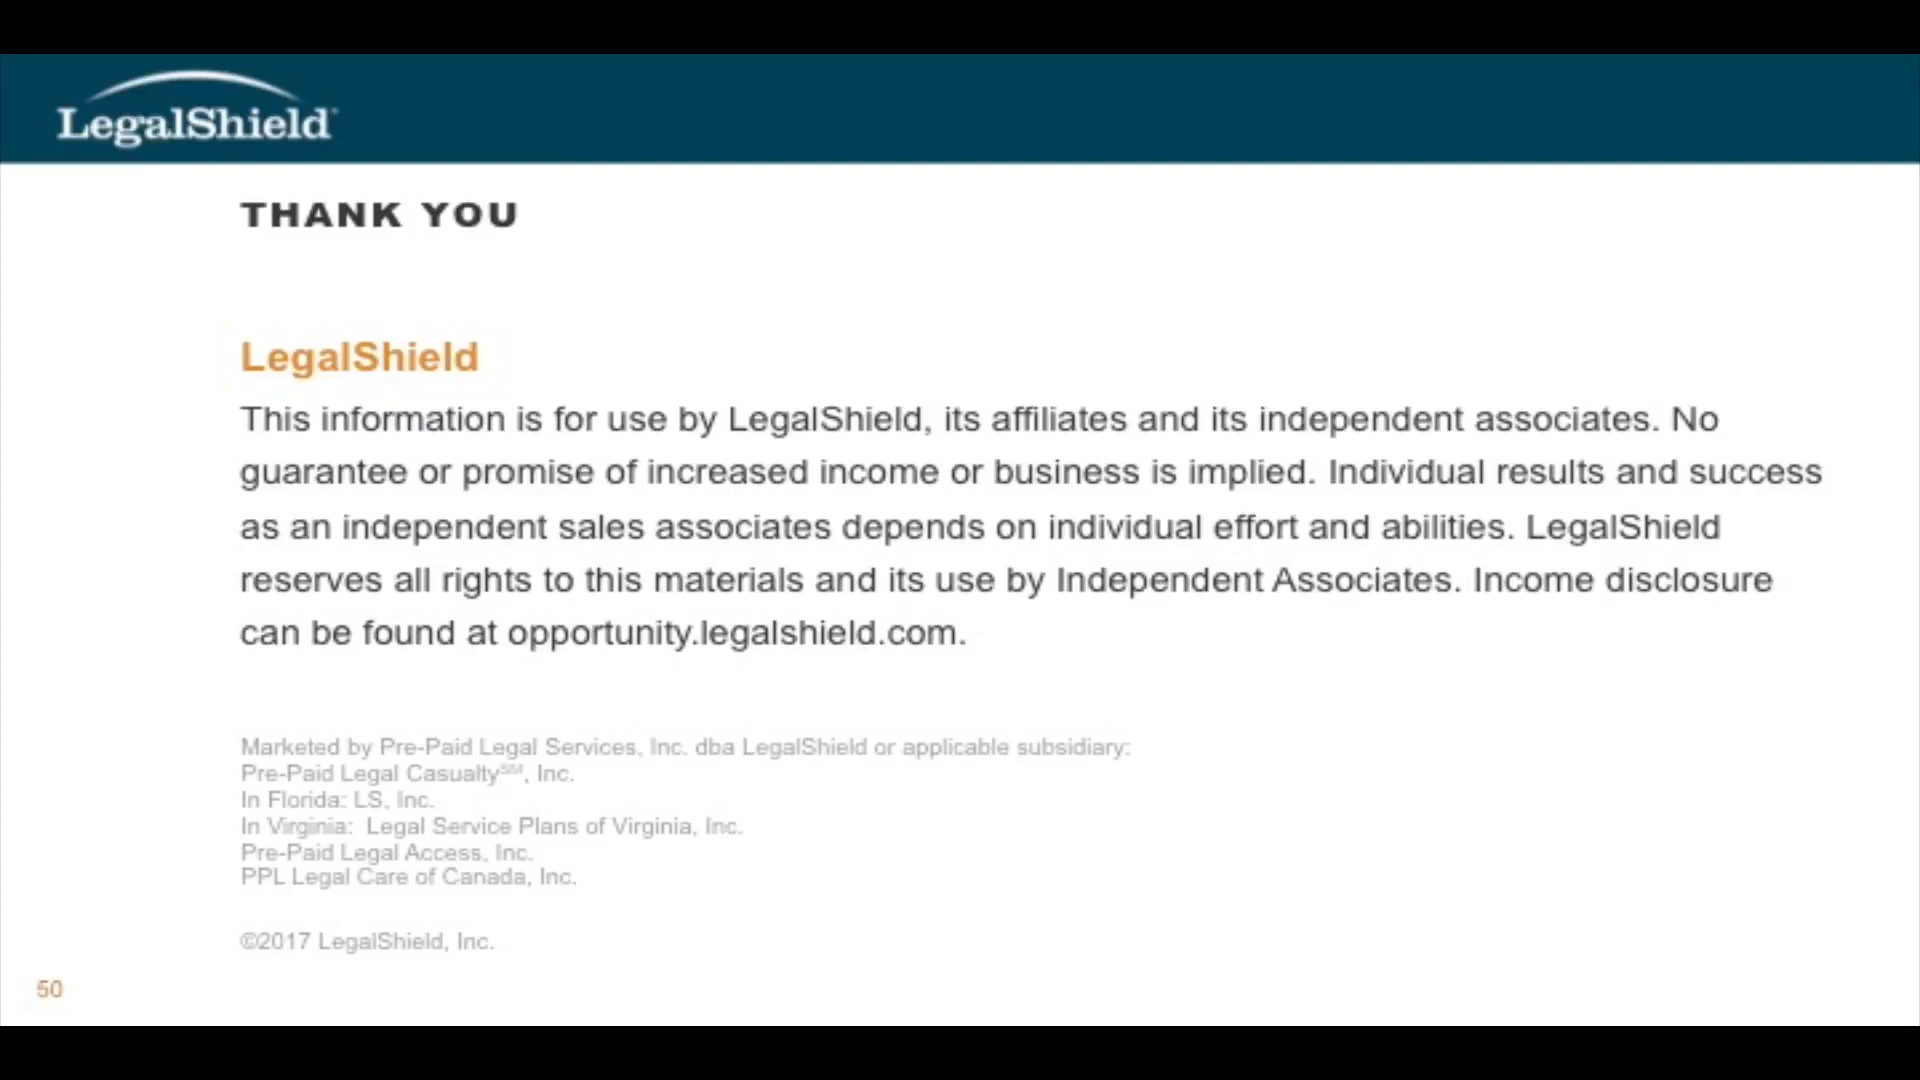 LegalShield
THANK YOU
LegalShield
This information is for use by LegalShield, its affiliates and its independent associates. No
guarantee or promise of increased income or business is implied. Individual results and success
as an independent sales associates depends on individual effort and abilities. LegalShield
reserves all rights to this materials and its use by Independent Associates. Income disclosure
can be found at opportunity.legalshield.com.
Marketed by Pre-Paid Legal Services, Inc. dba LegalShield or applicable subsidiary:
Pre-Paid Legal Casualty℠, Inc.
In Florida: LS, Inc.
In Virginia: Legal Service Plans of Virginia, Inc.
Pre-Paid Legal Access, Inc.
PPL Legal Care of Canada, Inc.
©2017 LegalShield, Inc.
50